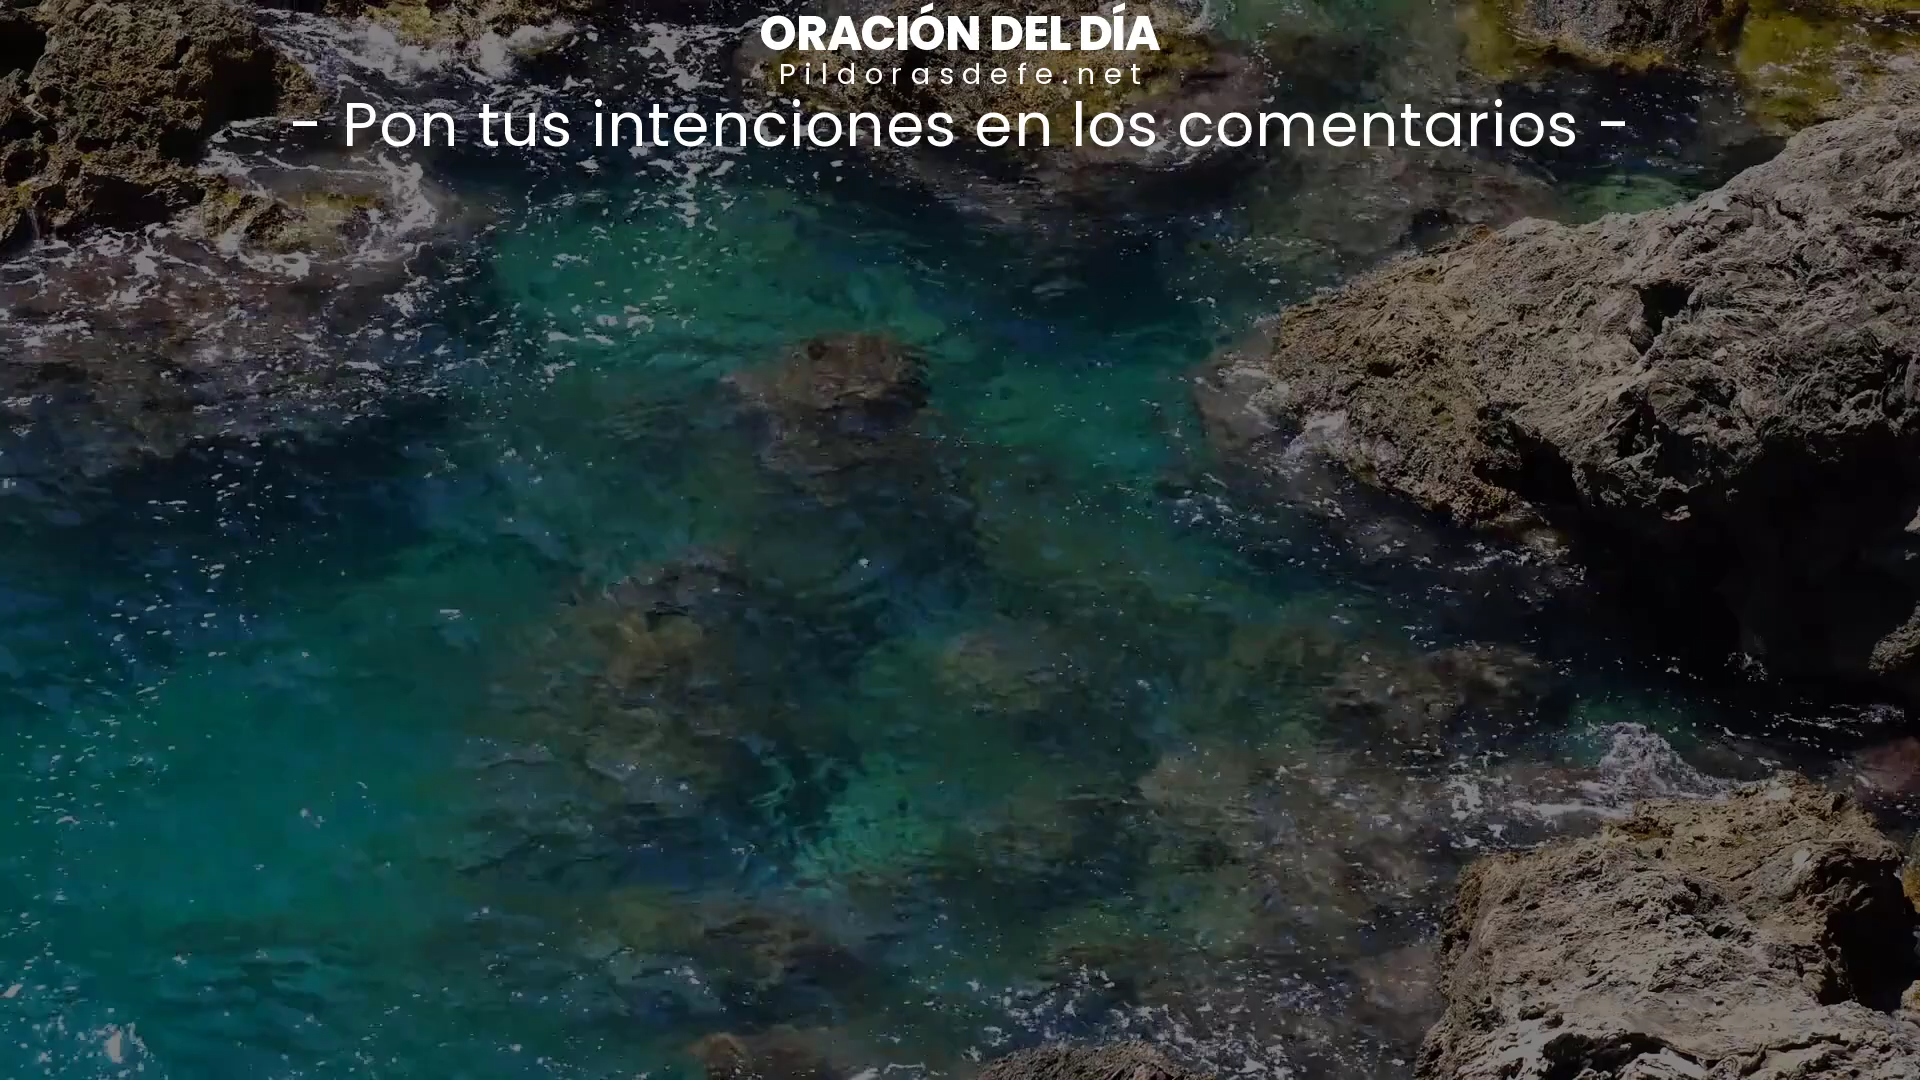 ORACIÓN DEL DÍA
Pildorasdefe.net
- Pon tus intenciones en los comentarios -